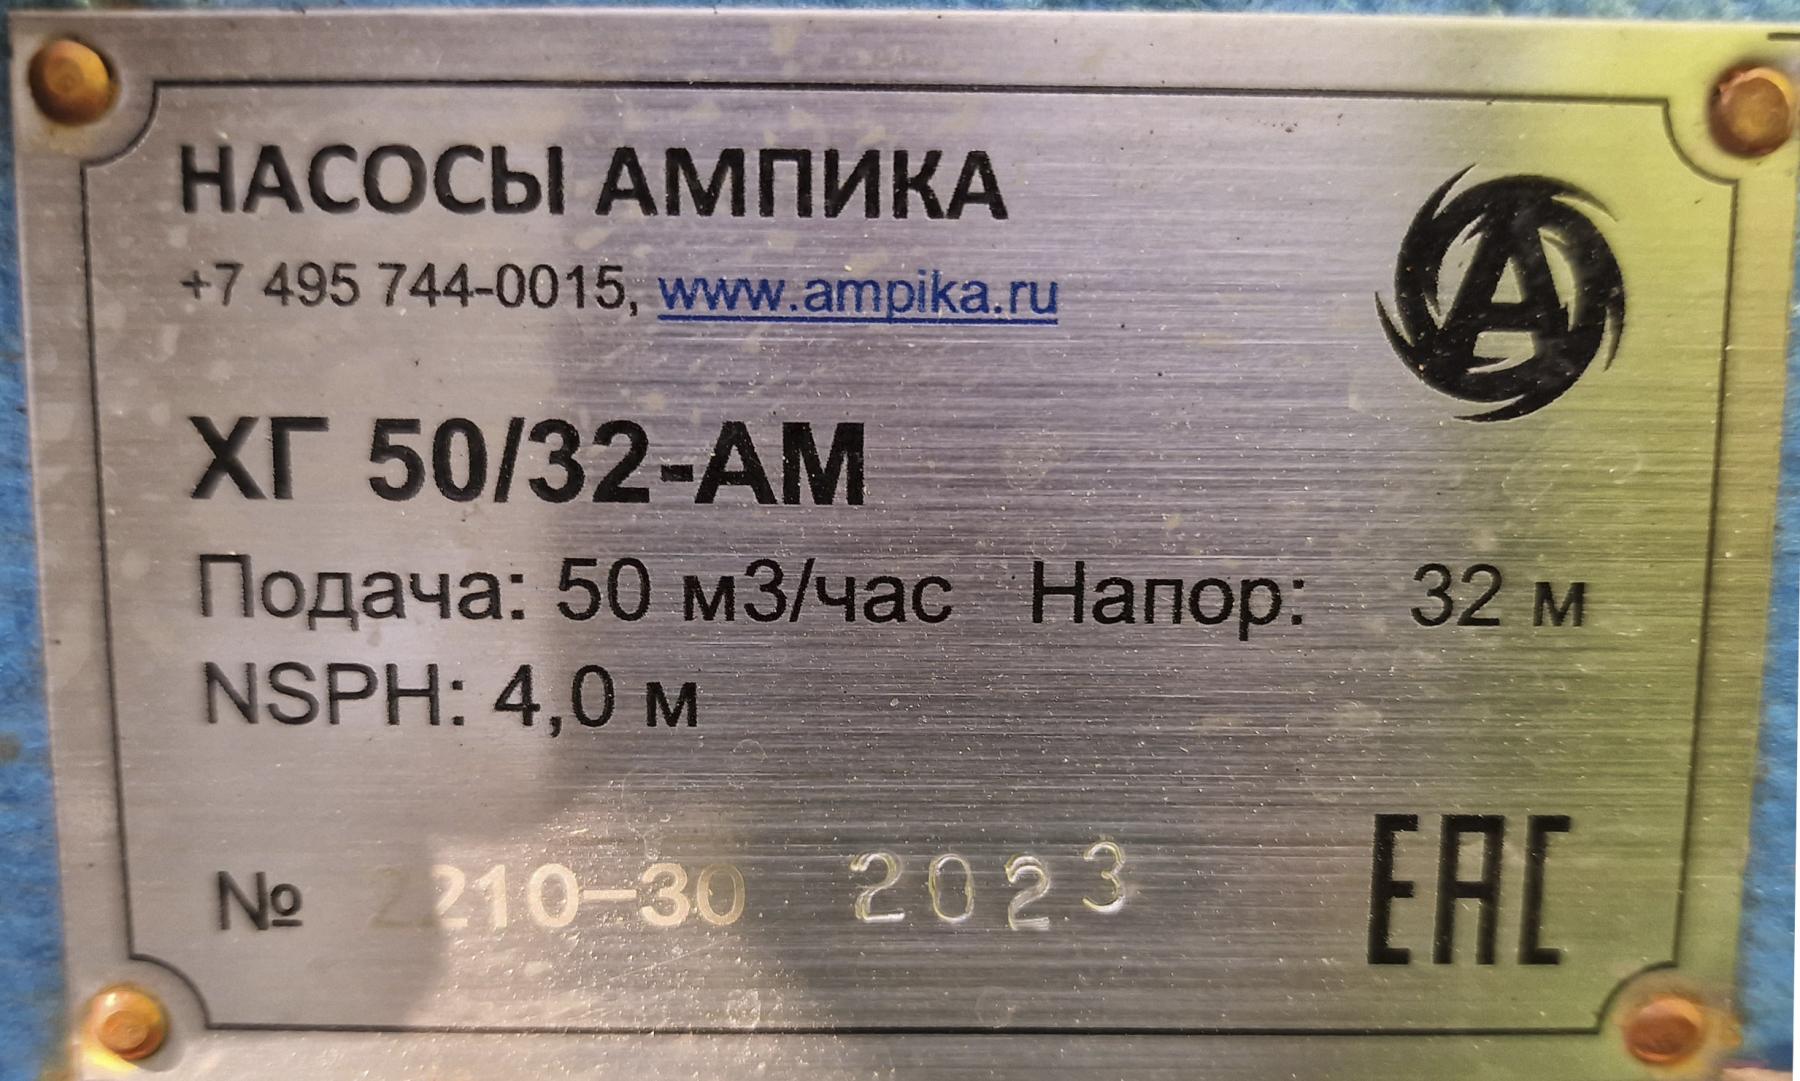 НАСОСЫ АМПИКА
+7 495 744-0015, www.ampika.ru
ХГ 50/32-АМ
Подача: 50 м3/час Напор: 32 м
NSPH: 4,0 м
№ 2210-30 2023
EAC